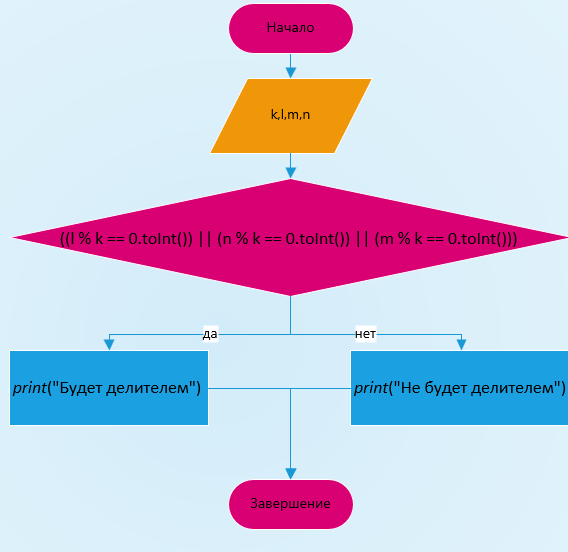 Начало
k,l,m,n
((l % k == 0.toInt()) || (n % k == 0.toInt()) || (m % k == 0.toInt()))
да
нет
print("Будет делителем")
print("Не будет делителем")
Завершение